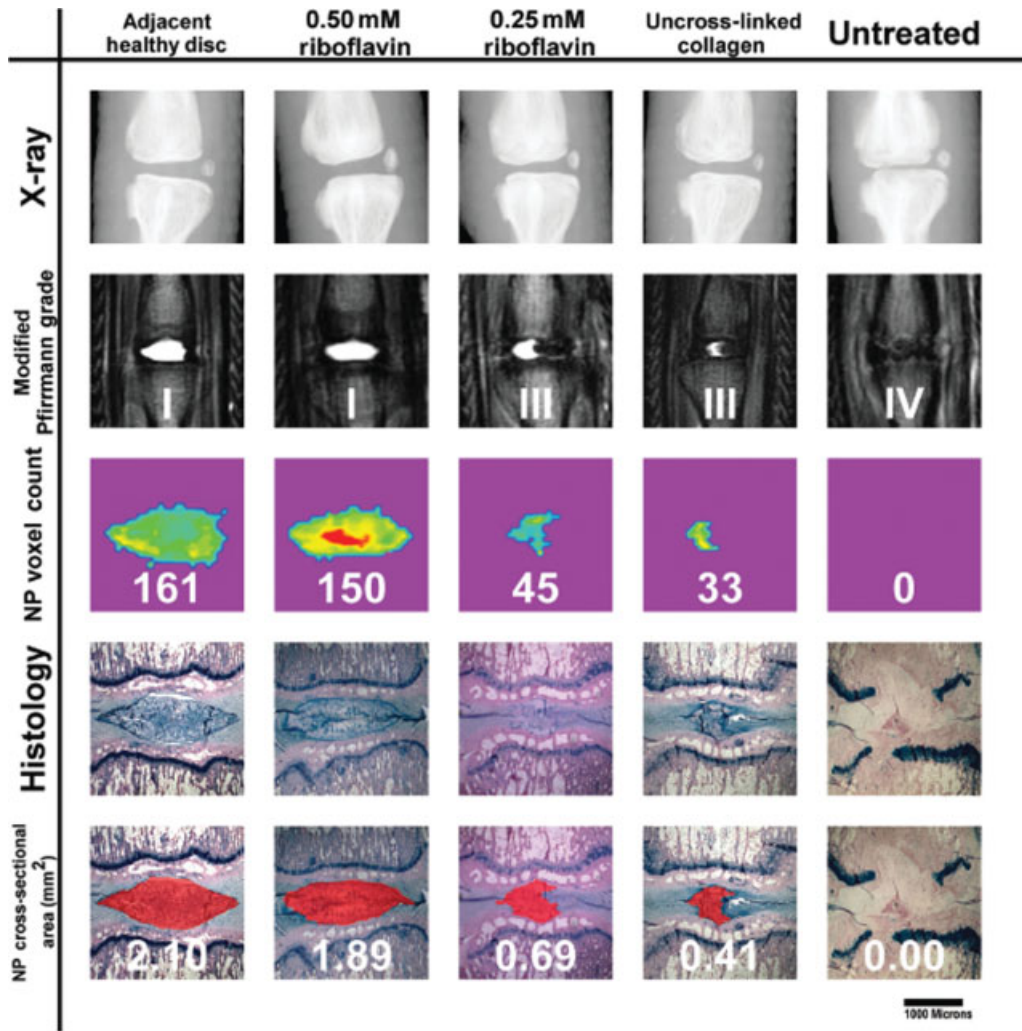 Adjacent
healthy disc
0.50 mM
riboflavin
0.25 mM
riboflavin
Uncross-linked
collagen
Untreated
X-ray
Modified
Pfirrmann grade
I
I
III
III
IV
NP voxel count
161
150
45
33
0
Histology
NP cross-sectional
area (mm²)
2.10
1.89
0.69
0.41
0.00
1000 Microns